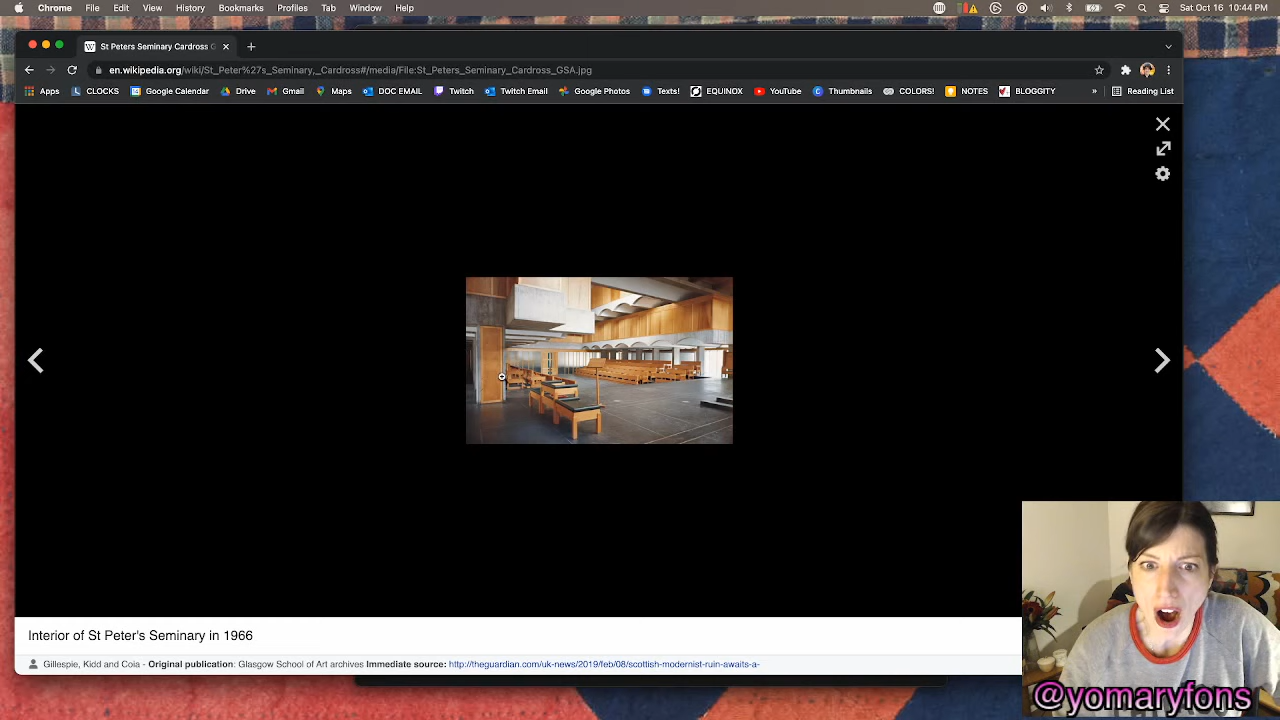 Chrome File Edit View History Bookmarks Profiles Tab Window Help Sat Oct 16 10:44 PM
St Peters Seminary Cardross
en.wikipedia.org/wiki/St_Peter%27s_Seminary,_Cardross#/media/File:St_Peters_Seminary_Cardross_GSA.jpg
Apps CLOCKS Google Calendar Drive Gmail Maps DOC EMAIL Twitch Twitch Email Google Photos Texts! EQUINOX YouTube Thumbnails COLORS! NOTES BLOGGITY » Reading List
Interior of St Peter's Seminary in 1966
Gillespie, Kidd and Coia - Original publication: Glasgow School of Art archives Immediate source: http://theguardian.com/uk-news/2019/feb/08/scottish-modernist-ruin-awaits-a-
@yomaryfons